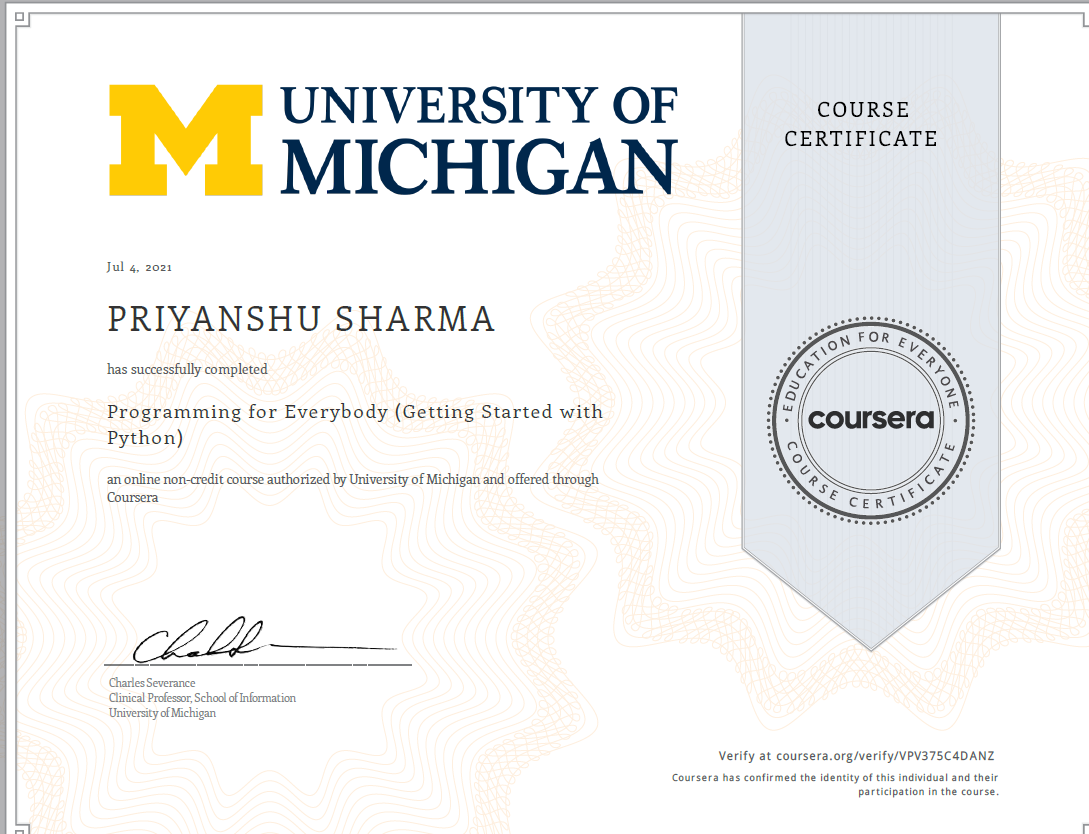 UNIVERSITY OF
MICHIGAN
COURSE
CERTIFICATE
Jul 4, 2021
PRIYANSHU SHARMA
has successfully completed
Programming for Everybody (Getting Started with
Python)
an online non-credit course authorized by University of Michigan and offered through
Coursera
EDUCATION FOR EVERYONE
coursera
COURSE CERTIFICATE
Charles Severance
Clinical Professor, School of Information
University of Michigan
Verify at coursera.org/verify/VPV375C4DANZ
Coursera has confirmed the identity of this individual and their
participation in the course.